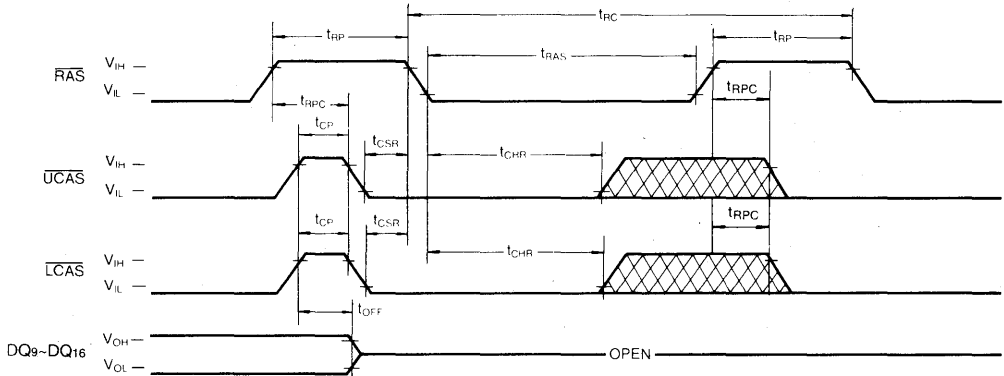 tRC
tRP tRP
tRAS
RAS VIH
VIL
tRPC tRPC
tCP
tCSR
tCHR
UCAS VIH
VIL
tRPC
tCP
tCSR
tCHR
LCAS VIH
VIL
tOFF
DQ9~DQ16 VOH
VOL
OPEN